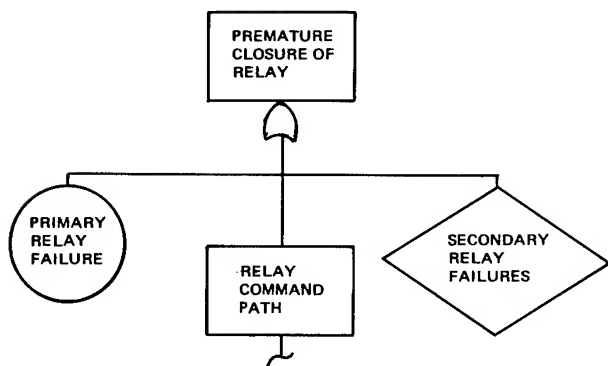 PREMATURE
CLOSURE OF
RELAY
PRIMARY
RELAY
FAILURE
RELAY
COMMAND
PATH
SECONDARY
RELAY
FAILURES